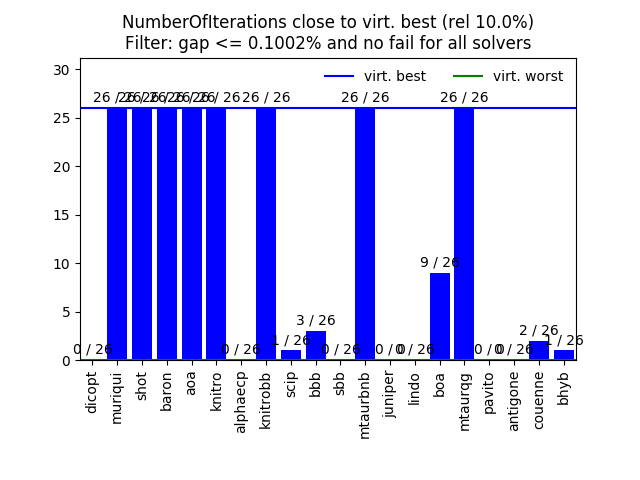 NumberOfIterations close to virt. best (rel 10.0%)
Filter: gap <= 0.1002% and no fail for all solvers
virt. best
virt. worst
30
25
20
15
10
5
0
0 / 26
26 / 26
26 / 26
26 / 26
26 / 26
26 / 26
0 / 26
26 / 26
1 / 26
3 / 26
0 / 26
26 / 26
0 / 0
0 / 26
9 / 26
26 / 26
0 / 0
0 / 26
2 / 26
1 / 26
dicopt
muriqui
shot
baron
aoa
knitro
alphaecp
knitrobb
scip
bbb
sbb
mtaurbnb
juniper
lindo
boa
mtaurqg
pavito
antigone
couenne
bhyb